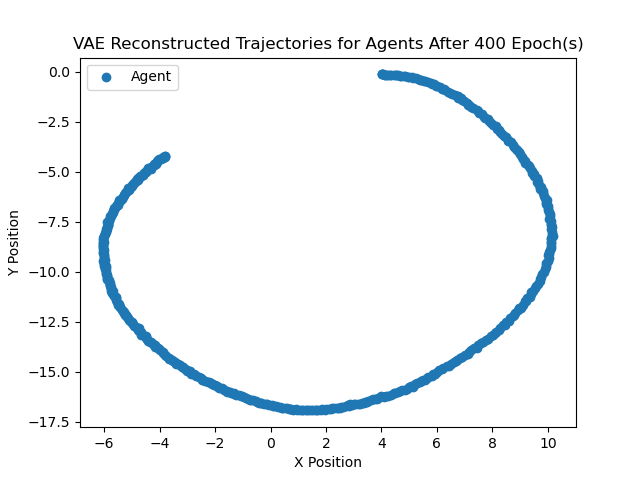 VAE Reconstructed Trajectories for Agents After 400 Epoch(s)
Agent
0.0
−2.5
−5.0
−7.5
−10.0
−12.5
−15.0
−17.5
Y Position
−6 −4 −2 0 2 4 6 8 10
X Position